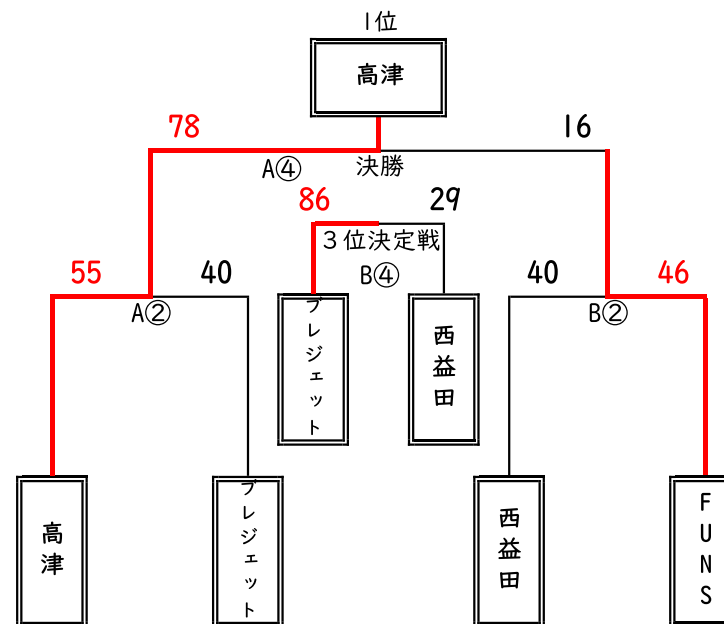 1位
高津
78
16
A④
決勝
86
29
3位決定戦
B④
55
40
40
46
A②
B②
プレジェット
西益田
高津
プレジェット
西益田
FUNS